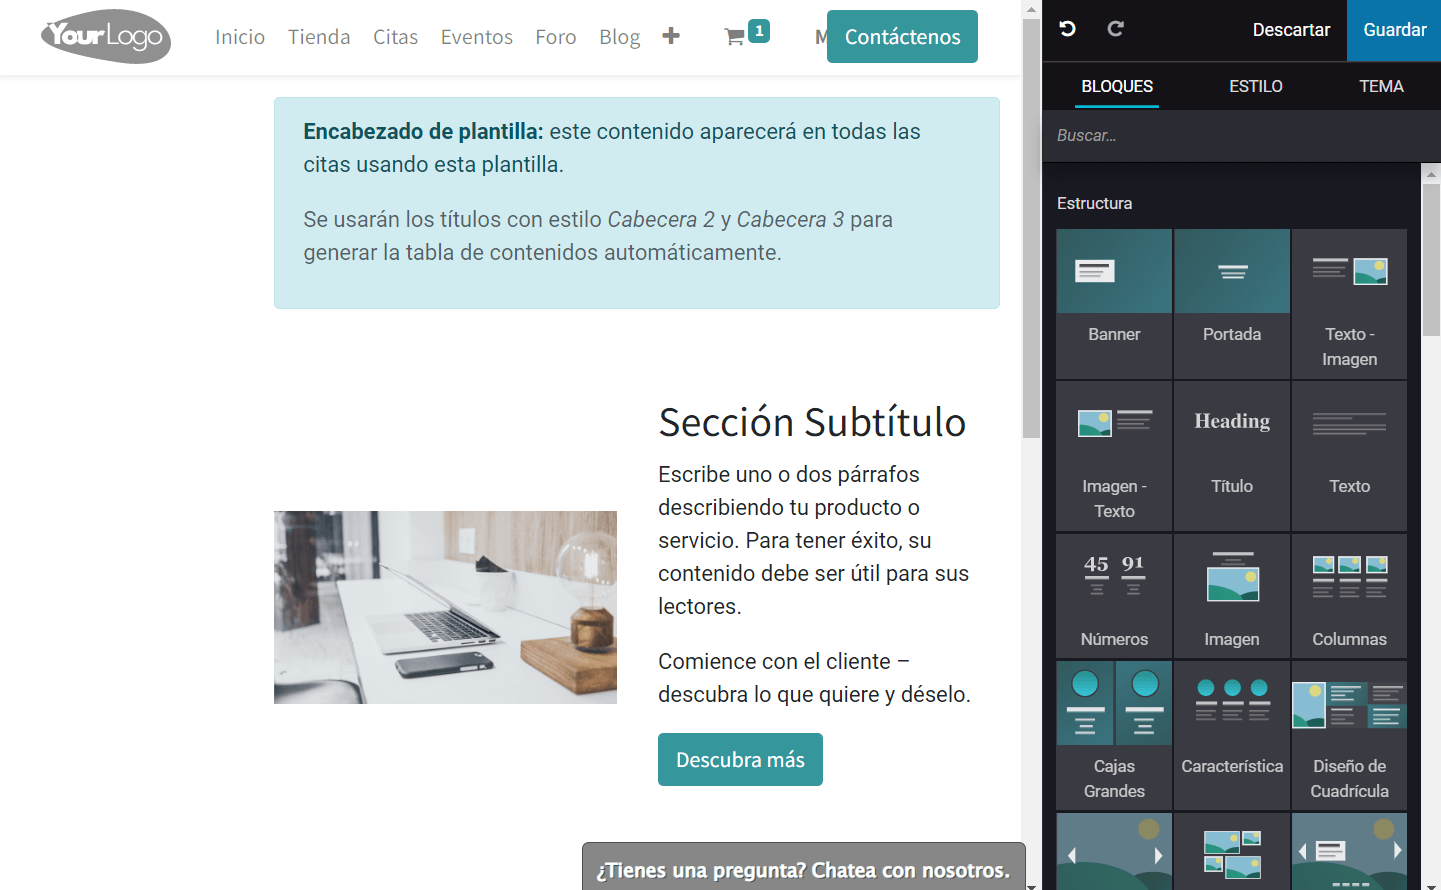 YourLogo
Inicio Tienda Citas Eventos Foro Blog 1 M Contáctenos
Encabezado de plantilla: este contenido aparecerá en todas las
citas usando esta plantilla.
Se usarán los títulos con estilo Cabecera 2 y Cabecera 3 para
generar la tabla de contenidos automáticamente.
Sección Subtítulo
Escribe uno o dos párrafos
describiendo tu producto o
servicio. Para tener éxito, su
contenido debe ser útil para sus
lectores.
Comience con el cliente –
descubra lo que quiere y déselo.
Descubra más
¿Tienes una pregunta? Chatea con nosotros.
Descartar Guardar
BLOQUES ESTILO TEMA
Buscar...
Estructura
Banner Portada Texto -
Imagen
Heading
Imagen -
Texto Título Texto
45 91
Números Imagen Columnas
Cajas
Grandes Característica Diseño de
Cuadrícula